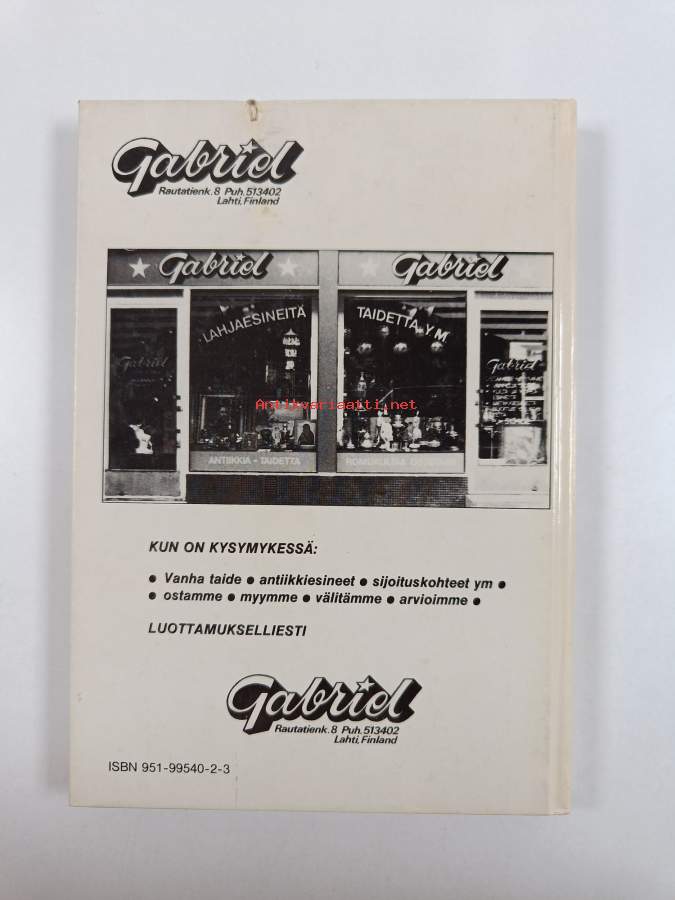 Gabriel
Rautatienk.8 Puh.513402
Lahti, Finland
Gabriel
Gabriel
LAHJAESINEITÄ
TAIDETTA YM
Gabriel
Gabriel
Antikvariaatti.net
ANTIIKKIA - TAIDETTA
KUN ON KYSYMYKSESSÄ:
● Vanha taide ● antiikkiesineet ● sijoituskohteet ym ●
● ostamme ● myymme ● välitämme ● arvioimme ●
LUOTTAMUKSELLIESTI
Gabriel
Rautatienk.8 Puh.513402
Lahti, Finland
ISBN 951-99540-2-3